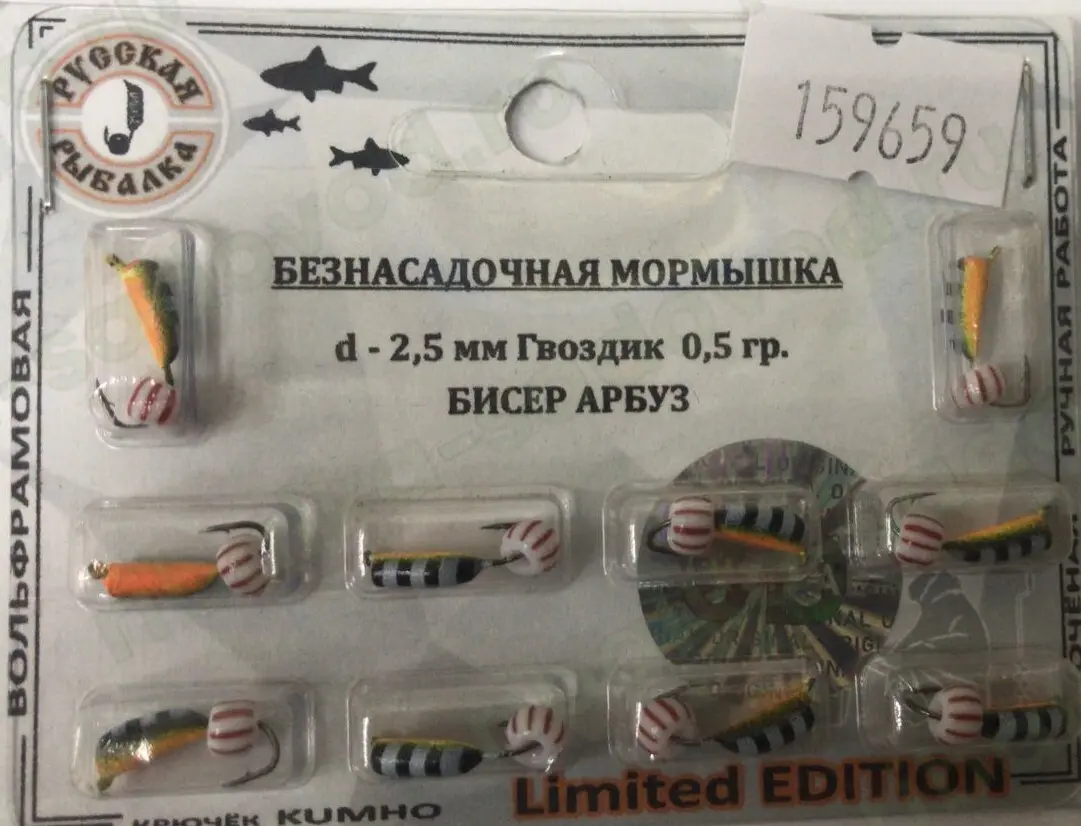 РУССКАЯ
РЫБАЛКА
159659
БЕЗНАСАДОЧНАЯ МОРМЫШКА
d - 2,5 мм Гвоздик 0,5 гр.
БИСЕР АРБУЗ
ВОЛЬФРАМОВАЯ
РУЧНАЯ РАБОТА
Limited EDITION
КРЮЧЁК KUMHO